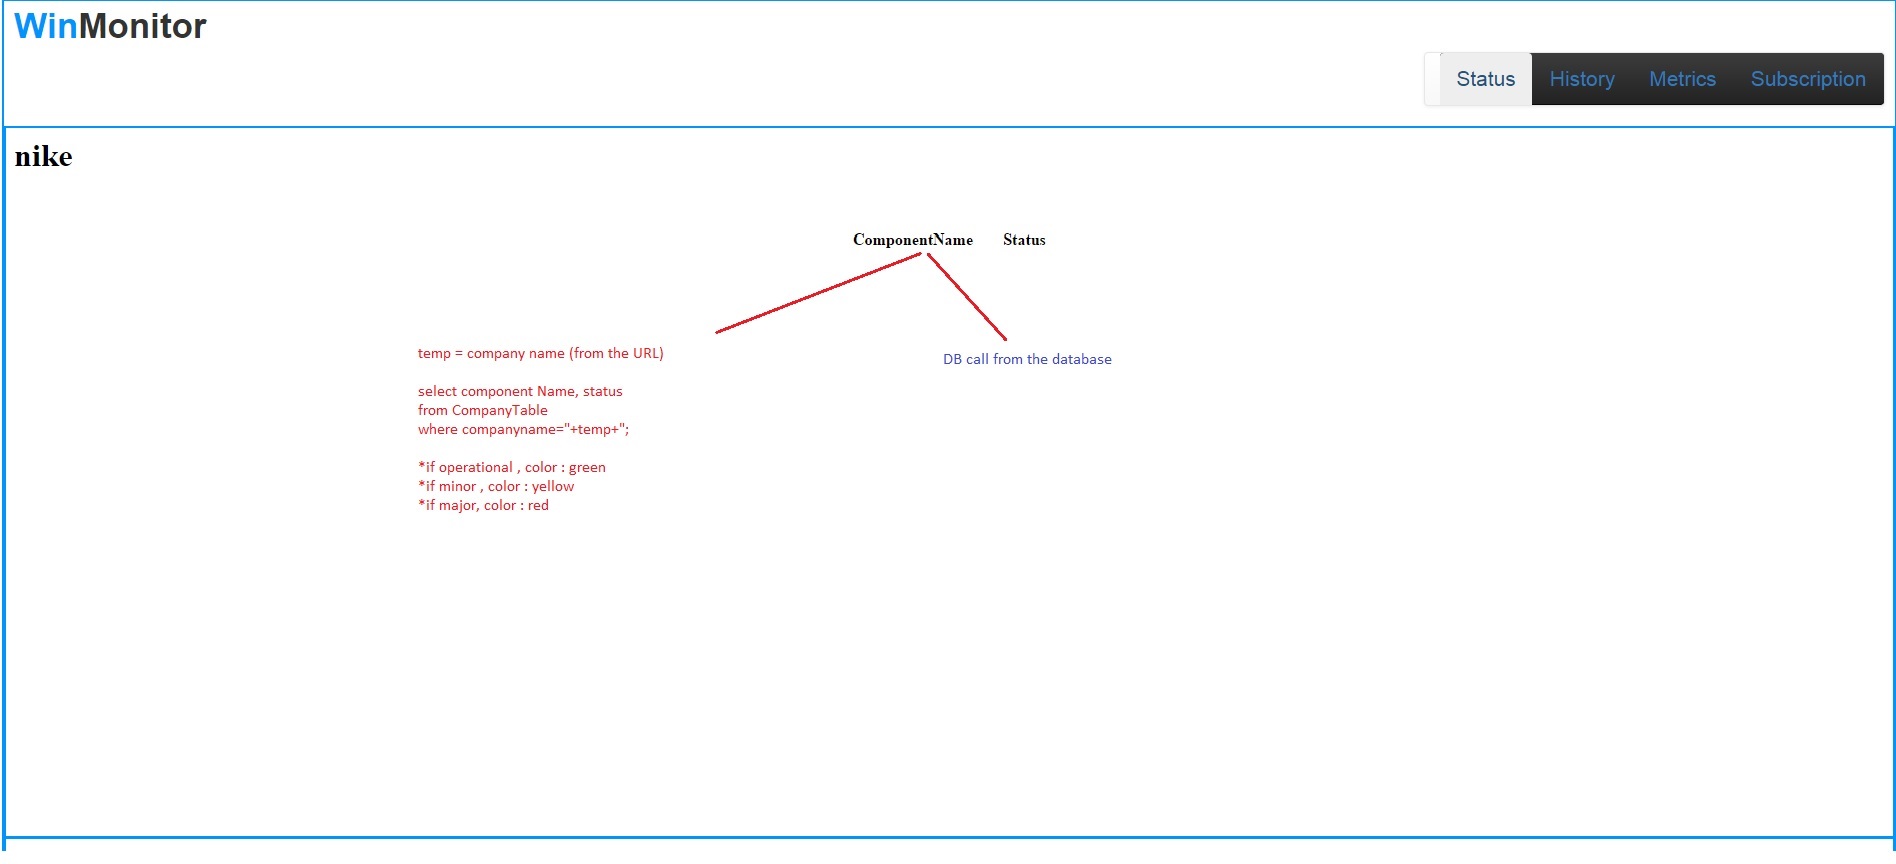 WinMonitor
Status History Metrics Subscription
nike
ComponentName Status
temp = company name (from the URL)
DB call from the database
select component Name, status
from CompanyTable
where companyname="+temp+";
*if operational , color : green
*if minor , color : yellow
*if major, color : red